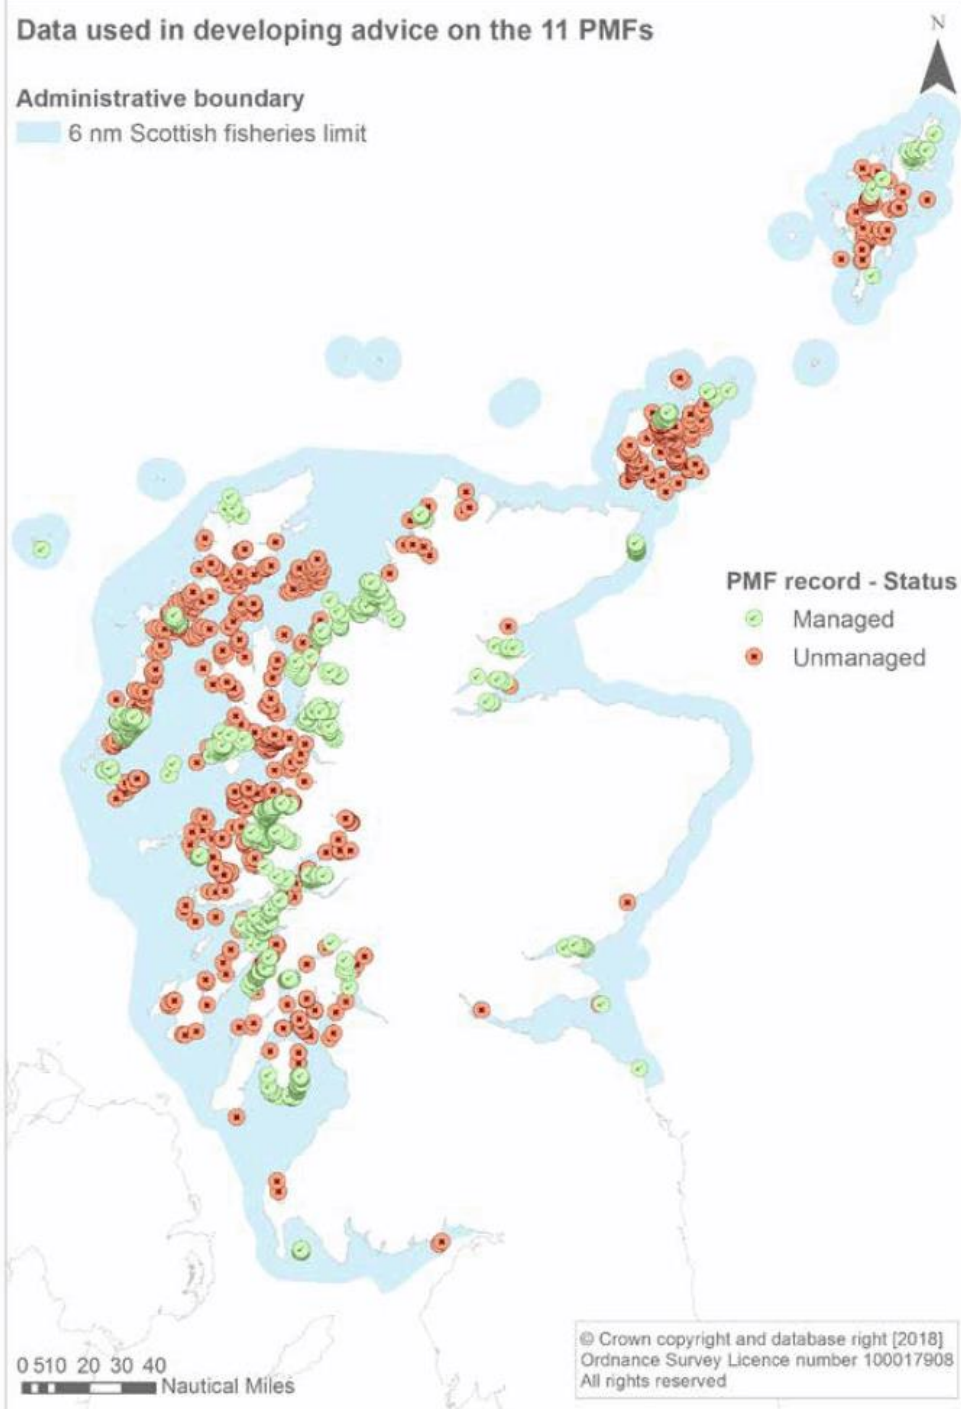 Data used in developing advice on the 11 PMFs
N
Administrative boundary
6 nm Scottish fisheries limit
PMF record - Status
Managed
Unmanaged
© Crown copyright and database right [2018]
Ordnance Survey Licence number 100017908
All rights reserved
0 510 20 30 40
Nautical Miles